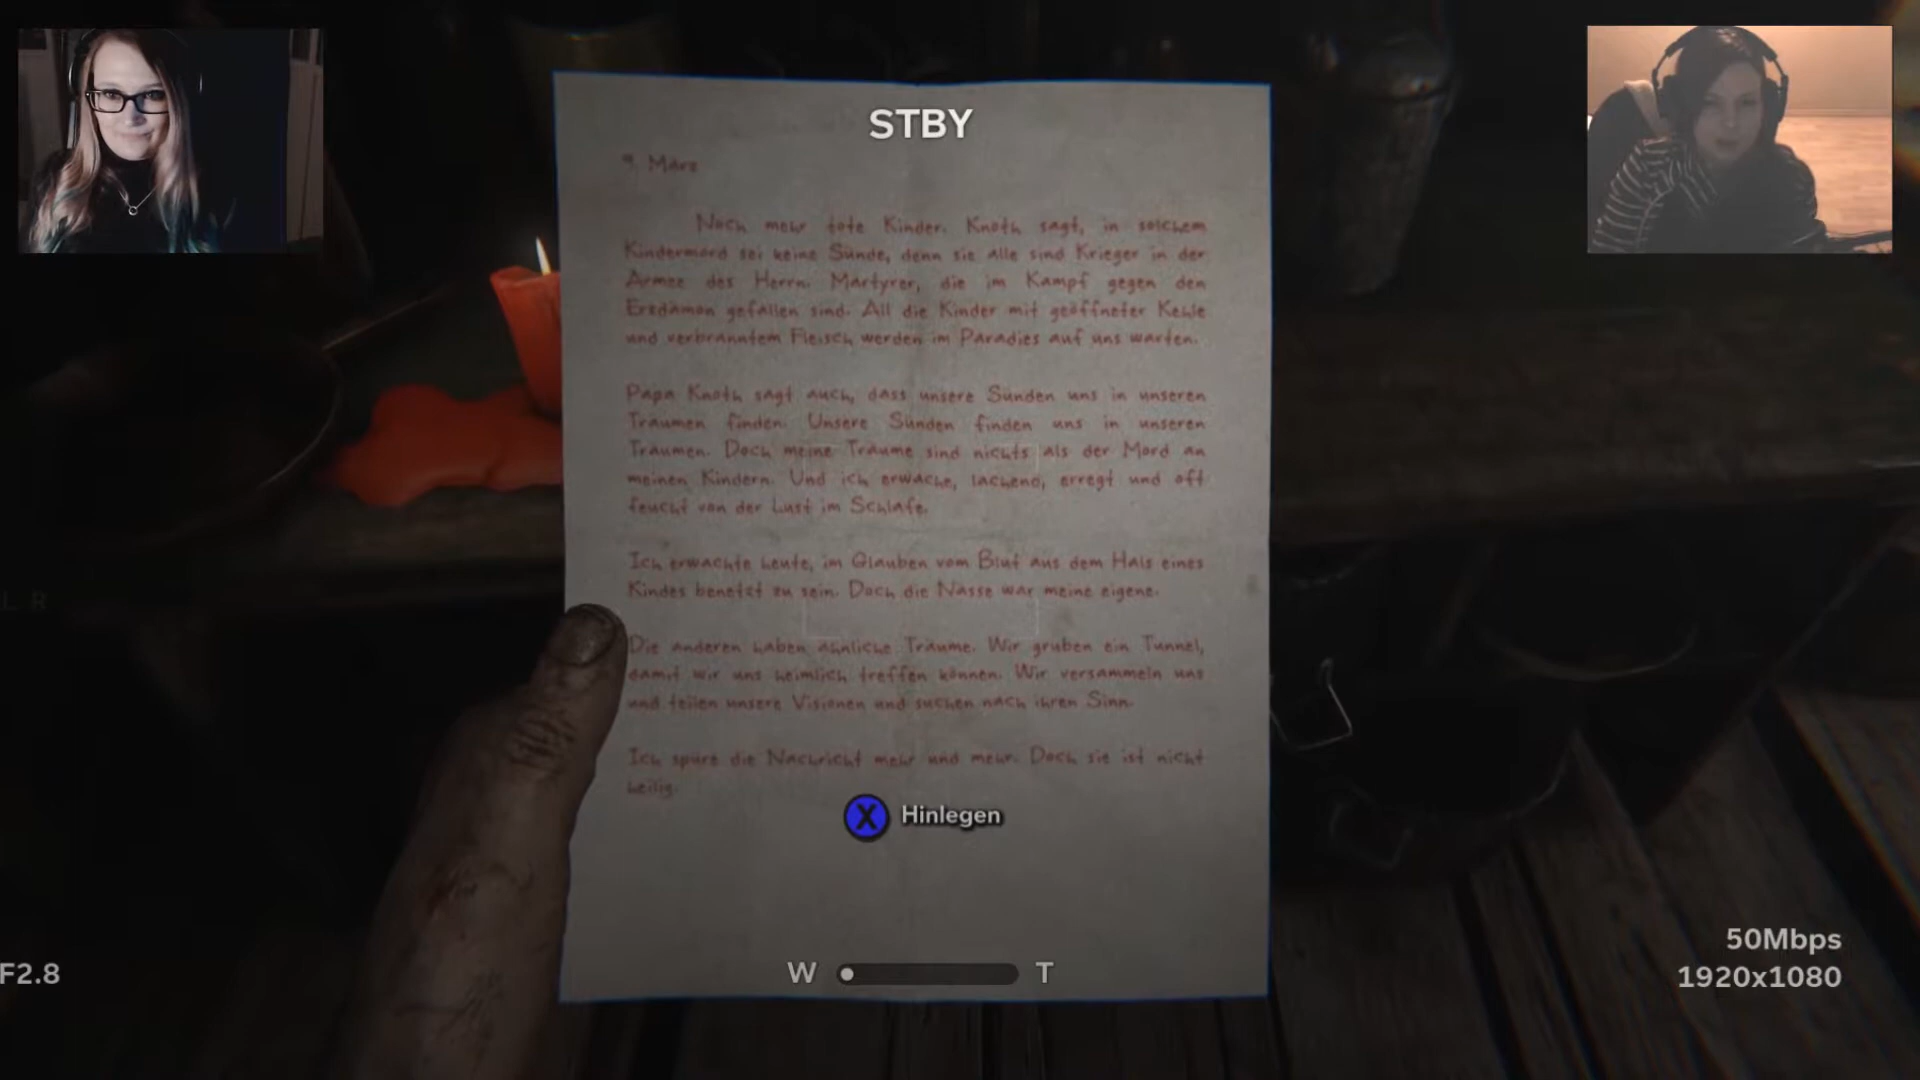 STBY
9. März
Noch mehr tote Kinder. Knoth sagt, in solchem
Kindermord sei keine Sünde, denn sie alle sind Krieger in der
Armee des Herrn. Märtyrer, die im Kampf gegen den
Erzdämon gefallen sind. All die Kinder mit geöffneter Kehle
und verbranntem Fleisch werden im Paradies auf uns warten.
Papa Knoth sagt auch, dass unsere Sünden uns in unseren
Träumen finden. Unsere Sünden finden uns in unseren
Träumen. Doch meine Träume sind nichts als der Mord an
meinen Kindern. Und ich erwache, lachend, erregt und oft
feucht von der Lust im Schlafe.
Ich erwachte heute, im Glauben vom Blut aus dem Hals eines
Kindes benetzt zu sein. Doch die Nässe war meine eigene.
Die anderen haben ähnliche Träume. Wir gruben ein Tunnel,
damit wir uns heimlich treffen können. Wir versammeln uns
und teilen unsere Visionen und suchen nach ihren Sinn.
Ich spüre die Nachricht mehr und mehr. Doch sie ist nicht
heilig.
X Hinlegen
L R
F2.8
W T
50Mbps
1920x1080